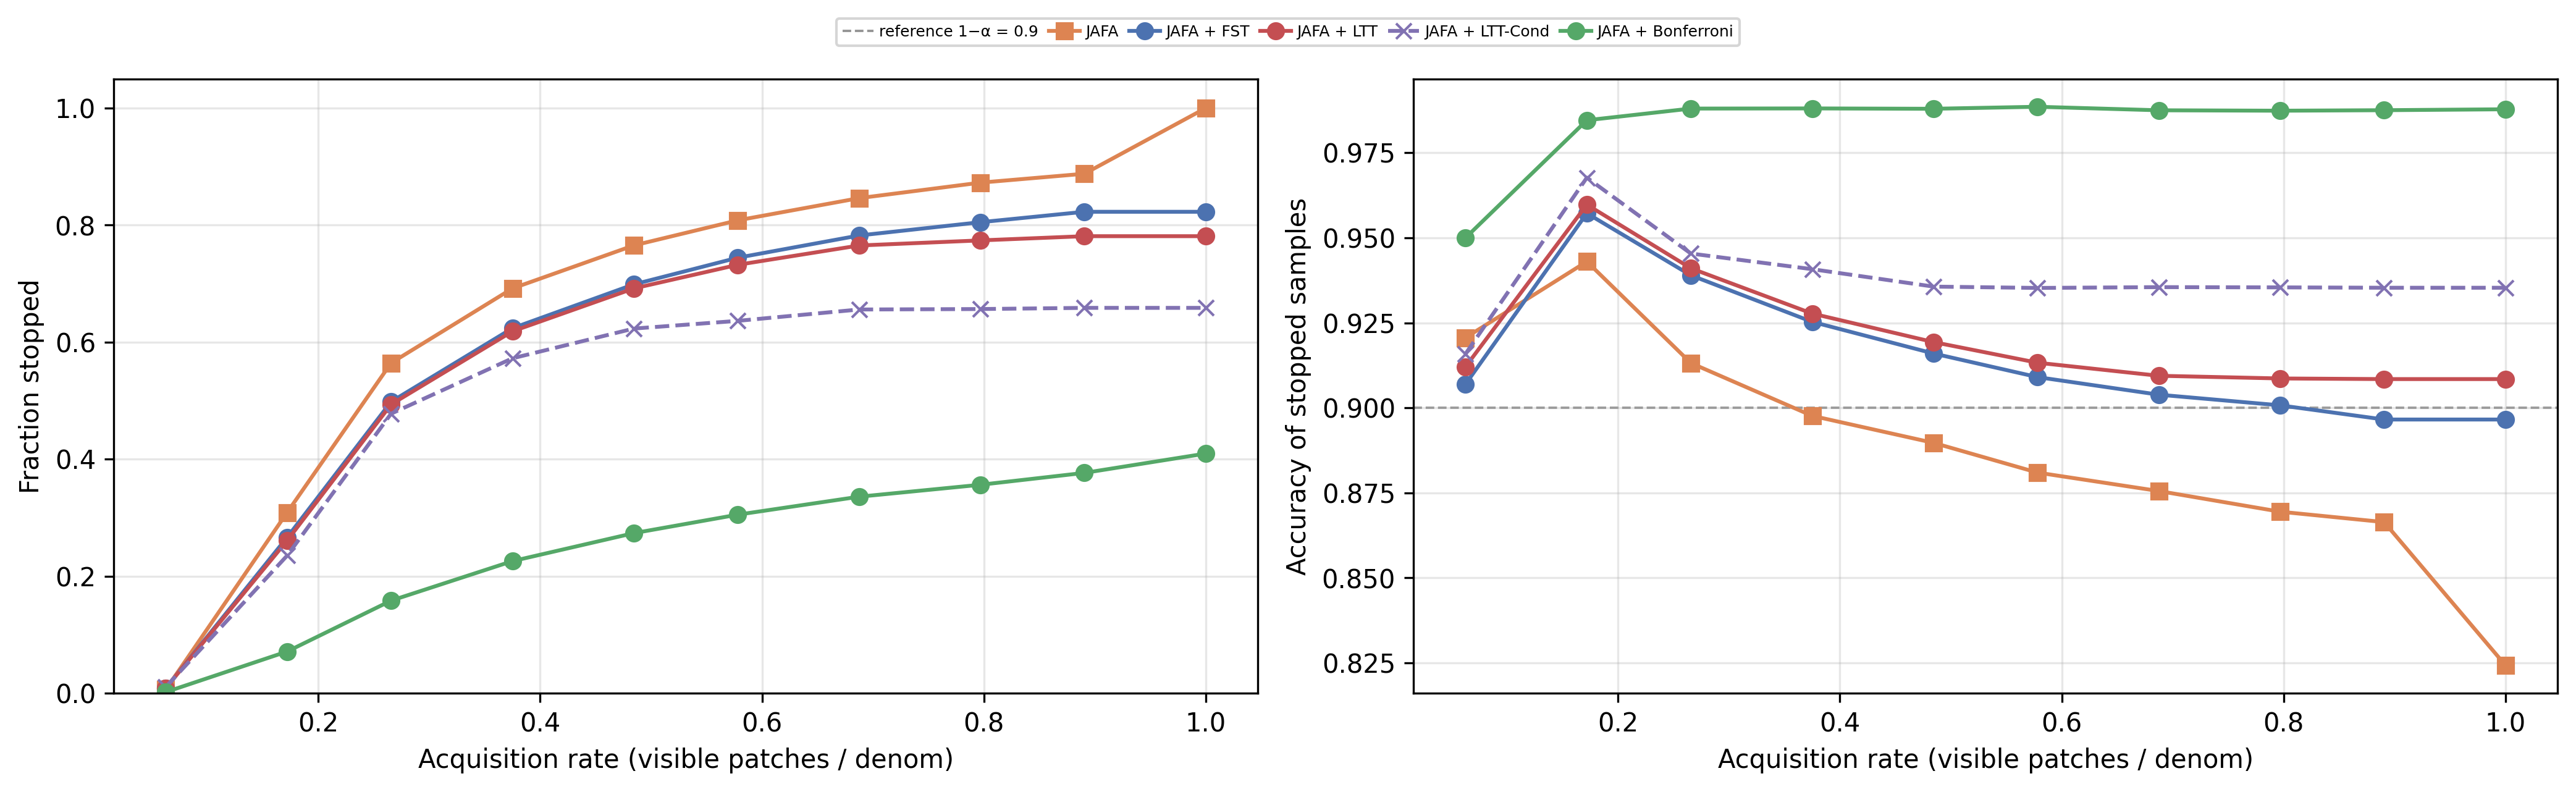 reference 1−α = 0.9 JAFA JAFA + FST JAFA + LTT JAFA + LTT-Cond JAFA + Bonferroni
Fraction stopped
1.0
0.8
0.6
0.4
0.2
0.0
0.2 0.4 0.6 0.8 1.0
Acquisition rate (visible patches / denom)
Accuracy of stopped samples
0.975
0.950
0.925
0.900
0.875
0.850
0.825
0.2 0.4 0.6 0.8 1.0
Acquisition rate (visible patches / denom)